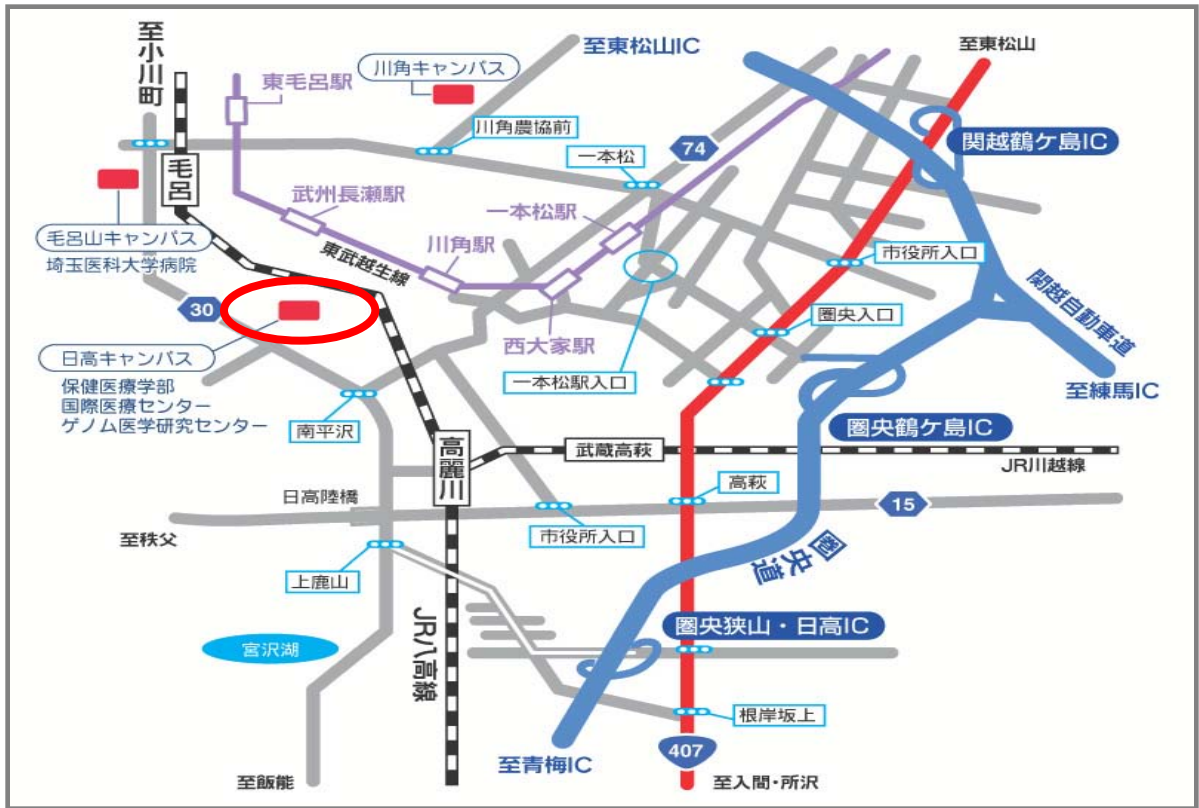 至小川町
至東松山IC
至東松山
川角キャンパス
東毛呂駅
川角農協前
関越鶴ケ島IC
一本松
74
毛呂
武州長瀬駅
一本松駅
毛呂山キャンパス
埼玉医科大学病院
東武越生線
川角駅
市役所入口
関越自動車道
30
圏央入口
西大家駅
日高キャンパス
一本松駅入口
至練馬IC
保健医療学部
国際医療センター
ゲノム医学研究センター
南平沢
圏央鶴ケ島IC
高麗川
武蔵高萩
JR川越線
高萩
日高陸橋
15
至秩父
市役所入口
圏央道
上鹿山
JR八高線
圏央狭山・日高IC
宮沢湖
根岸坂上
407
至青梅IC
至飯能
至入間・所沢